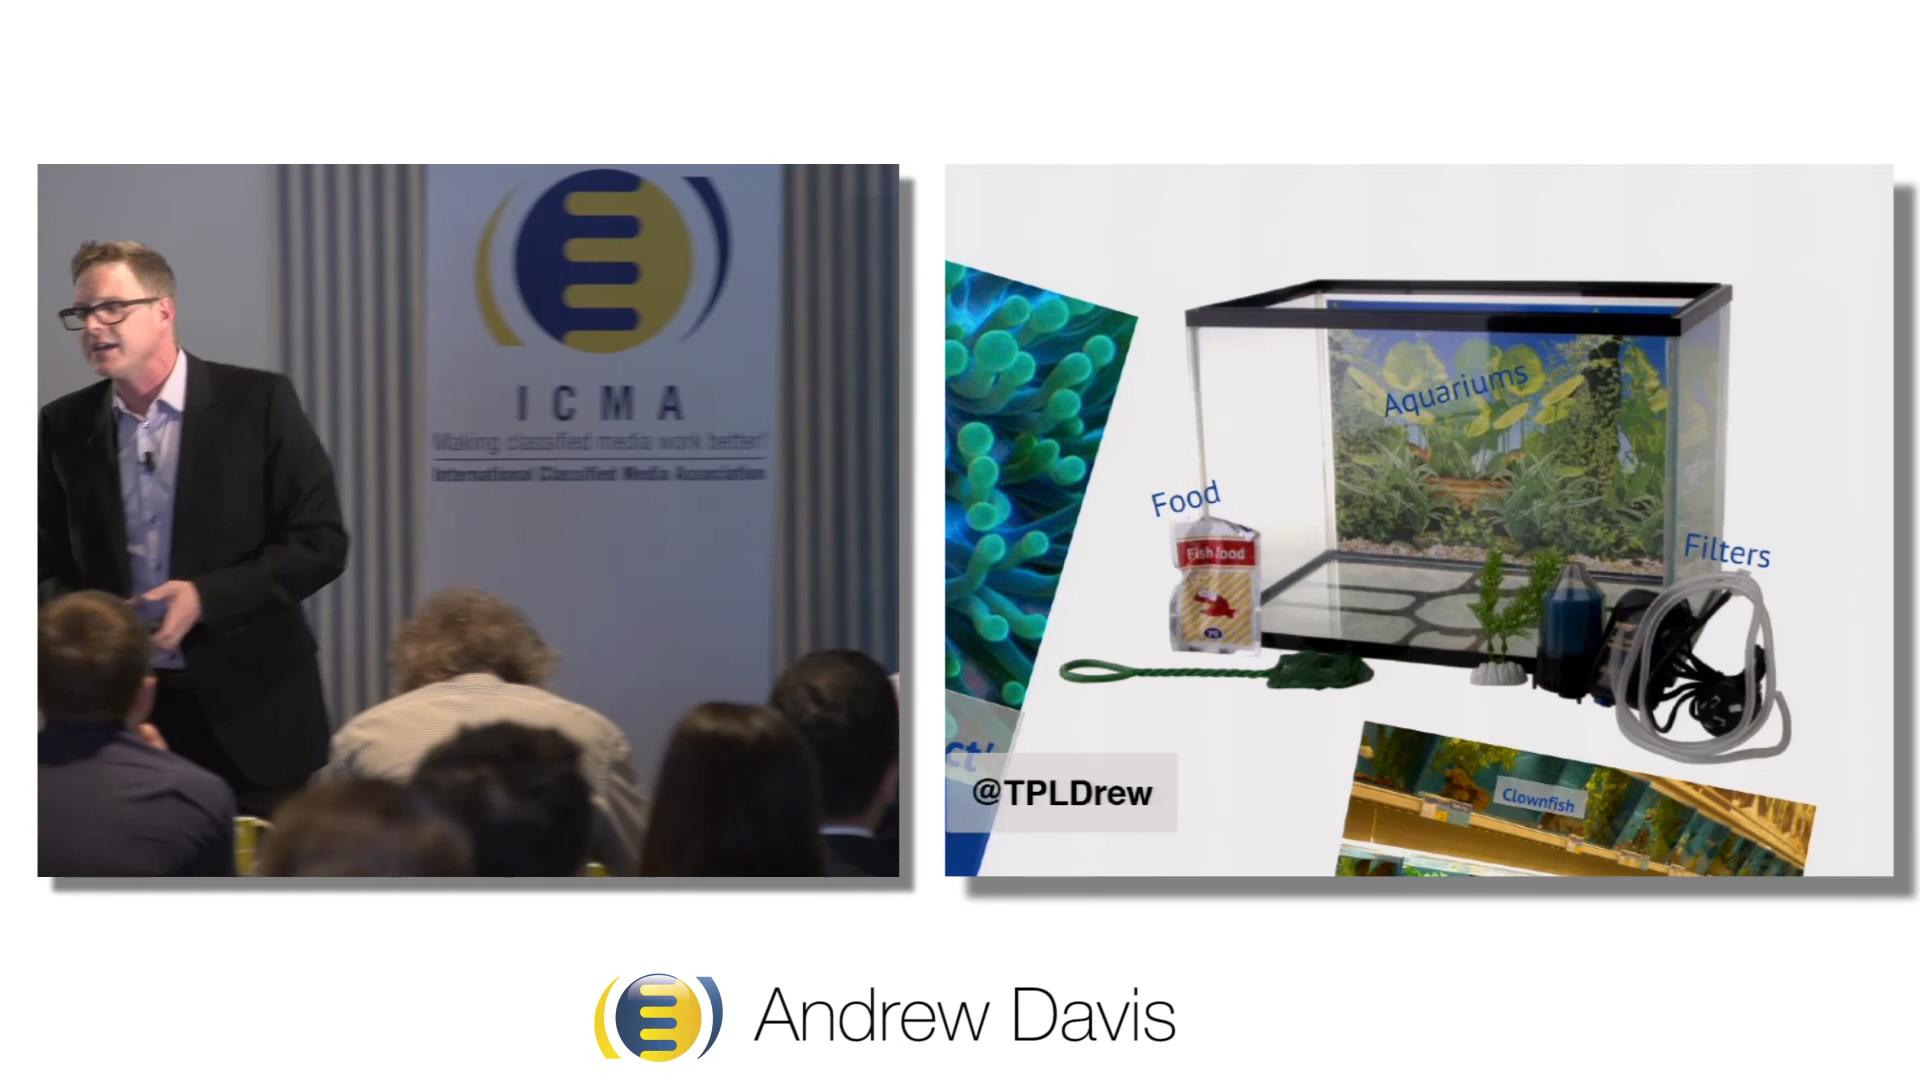 ICMA
Making classified media work better!
International Classified Media Association
Aquariums
Food
Fish food
Filters
ct!
@TPLDrew
Clownfish
Andrew Davis